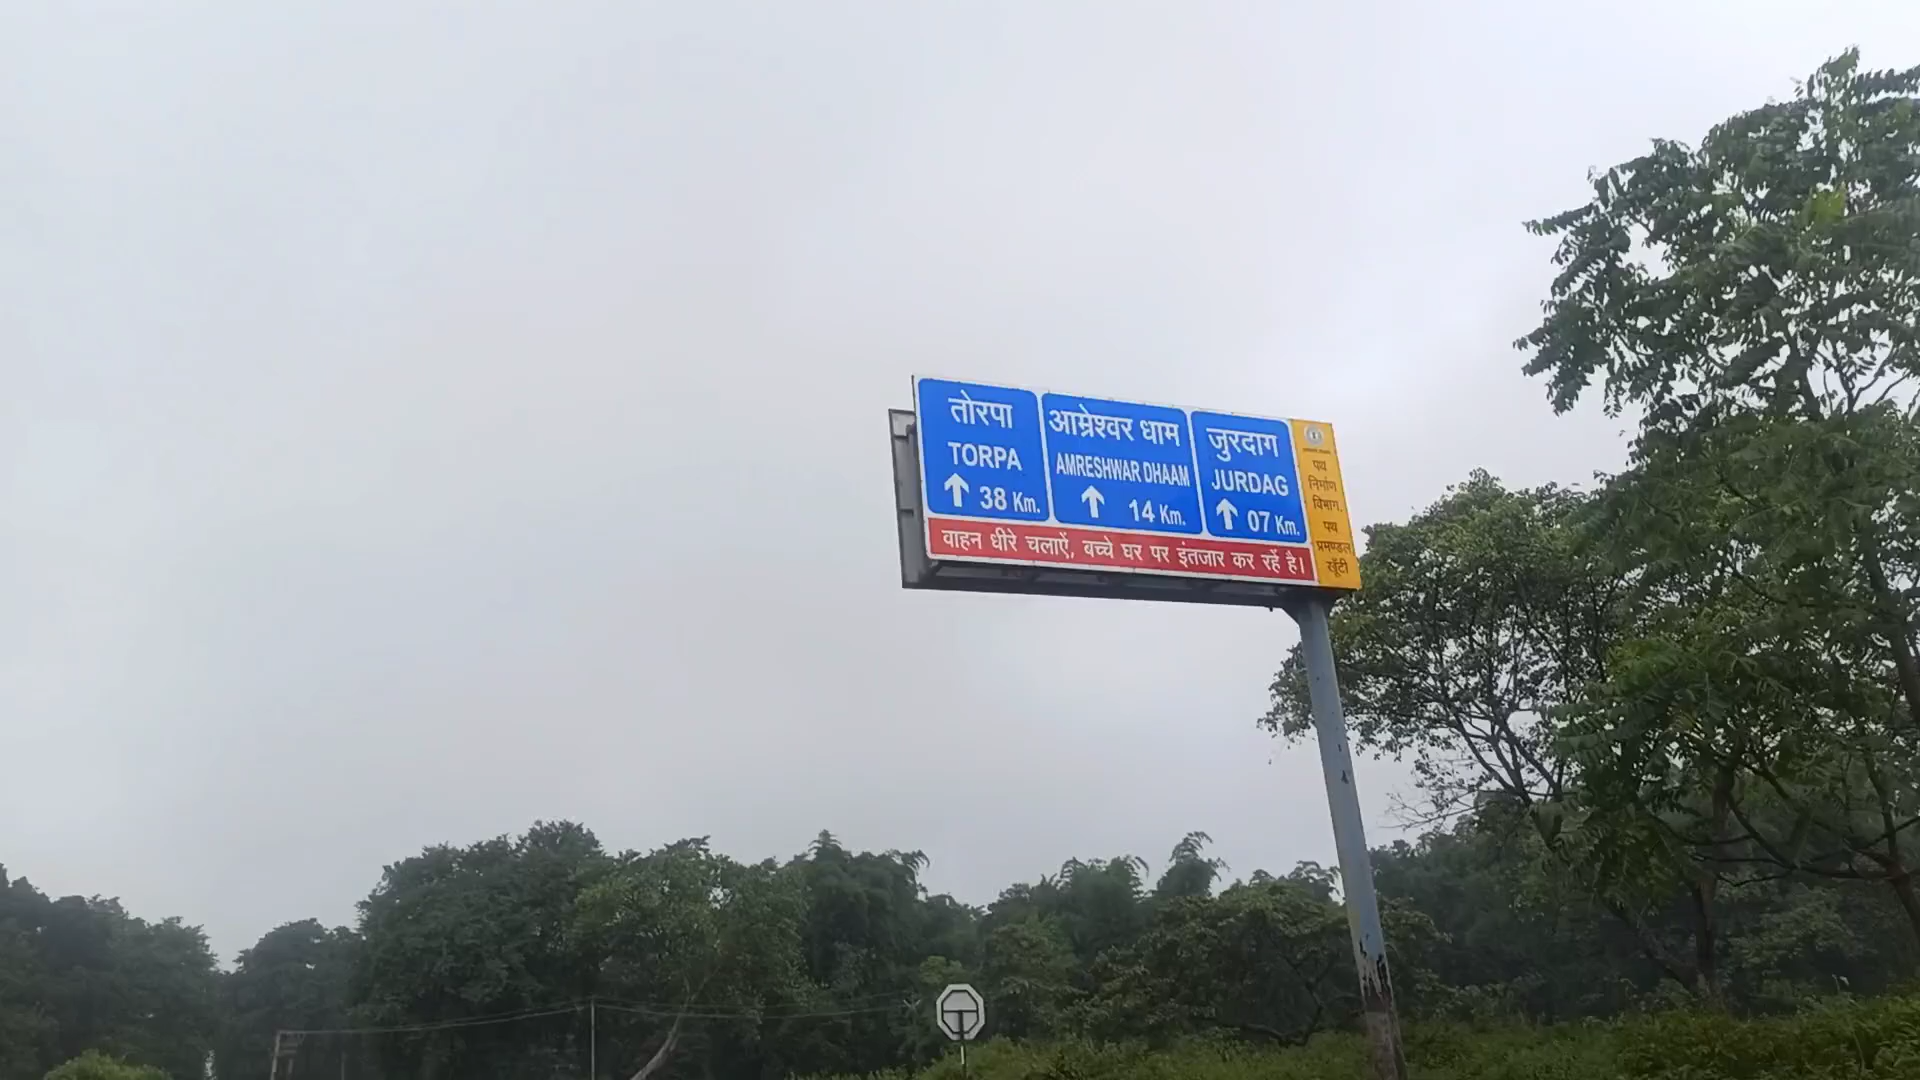 तोरपा
TORPA
38 Km.
आम्रेश्वर धाम
AMRESHWAR DHAAM
14 Km.
जुरदाग
JURDAG
07 Km.
वाहन धीरे चलाऐं, बच्चे घर पर इंतजार कर रहें है।
पथ
निर्माण
विभाग,
पथ
प्रमण्डल
खूँटी